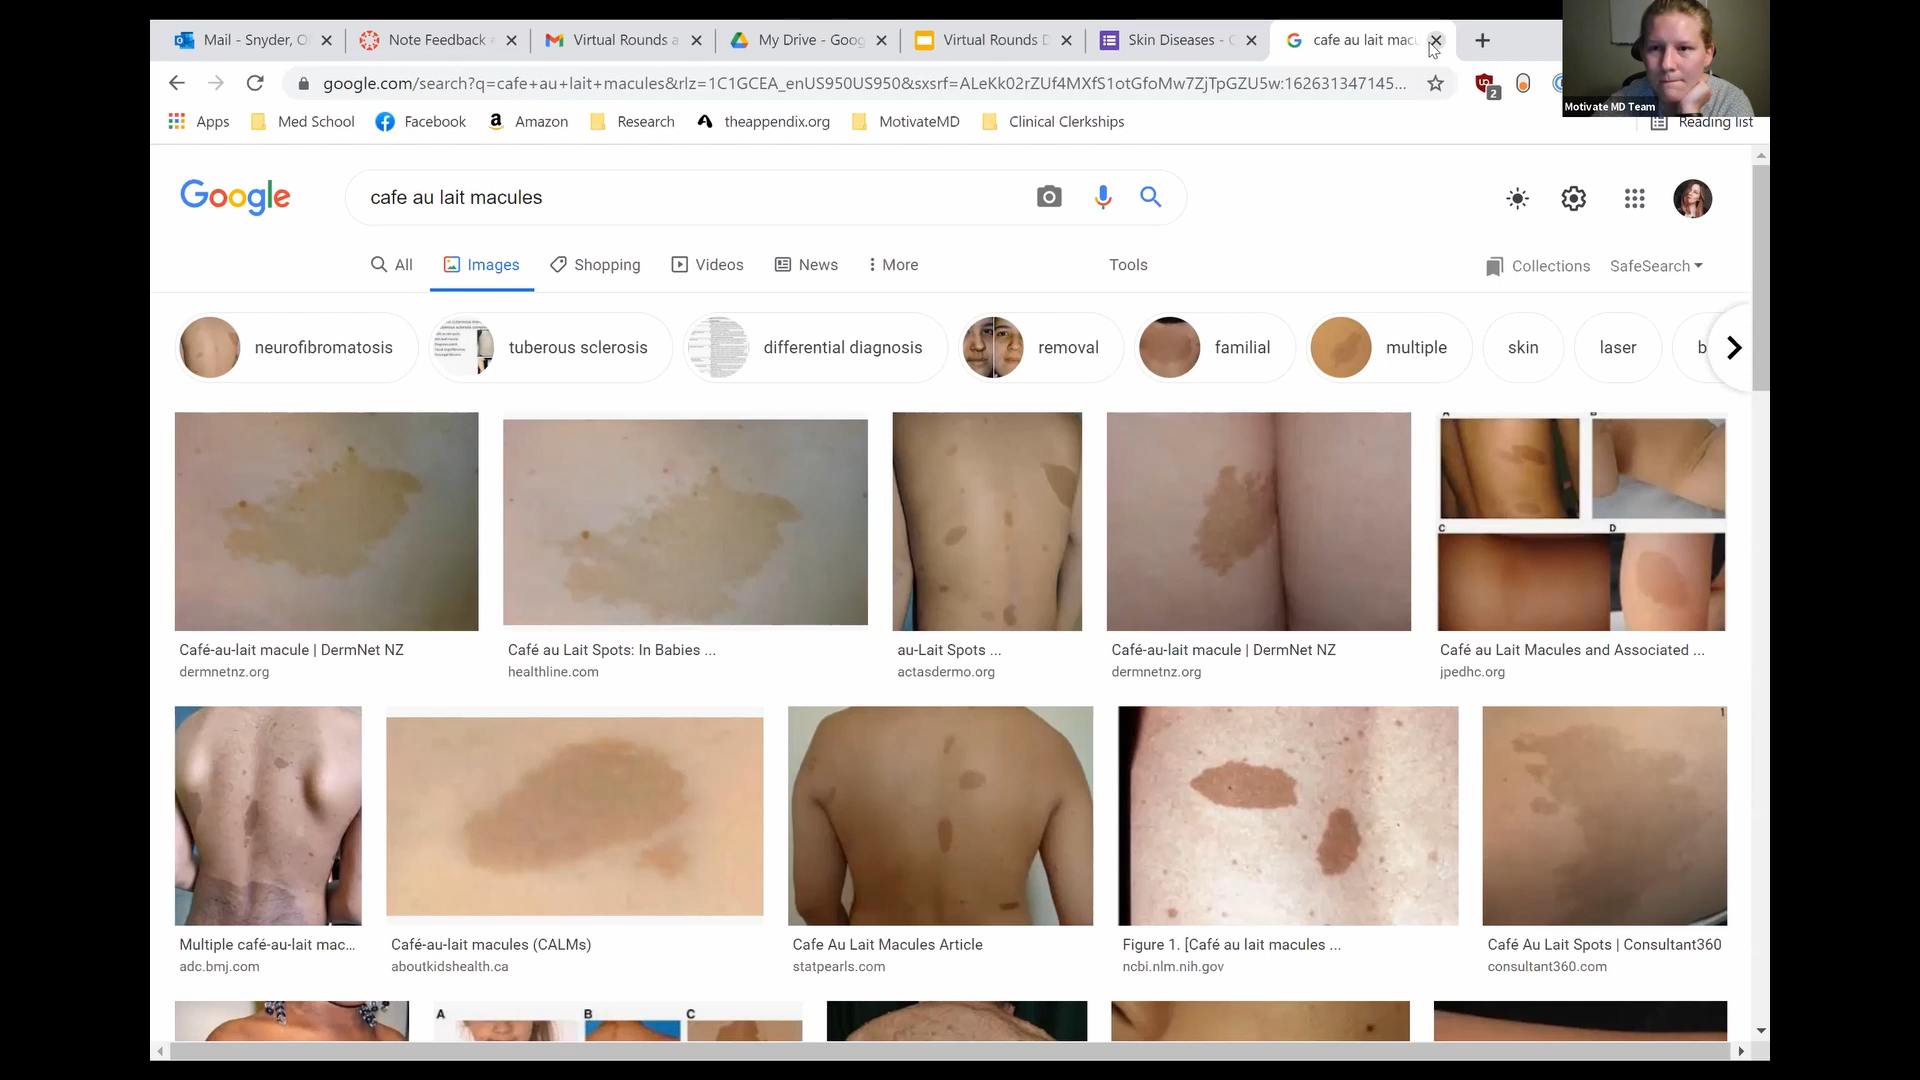 Mail - Snyder, O
Note Feedback
Virtual Rounds a
My Drive - Goog
Virtual Rounds D
Skin Diseases - C
cafe au lait macu
google.com/search?q=cafe+au+lait+macules&rlz=1C1GCEA_enUS950US950&sxsrf=ALeKk02rZUf4MXfS1otGfoMw7ZjTpGZU5w:162631347145...
2
Motivate MD Team
Apps
Med School
Facebook
Amazon
Research
theappendix.org
MotivateMD
Clinical Clerkships
Reading list
Google
cafe au lait macules
All
Images
Shopping
Videos
News
More
Tools
Collections
SafeSearch
neurofibromatosis
tuberous sclerosis
differential diagnosis
removal
familial
multiple
skin
laser
b
Café-au-lait macule | DermNet NZ
dermnetnz.org
Café au Lait Spots: In Babies ...
healthline.com
au-Lait Spots ...
actasdermo.org
Café-au-lait macule | DermNet NZ
dermnetnz.org
C
D
Café au Lait Macules and Associated ...
jpedhc.org
Multiple café-au-lait mac...
adc.bmj.com
Café-au-lait macules (CALMs)
aboutkidshealth.ca
Cafe Au Lait Macules Article
statpearls.com
Figure 1. [Café au lait macules ...
ncbi.nlm.nih.gov
1
Café Au Lait Spots | Consultant360
consultant360.com
A
B
C